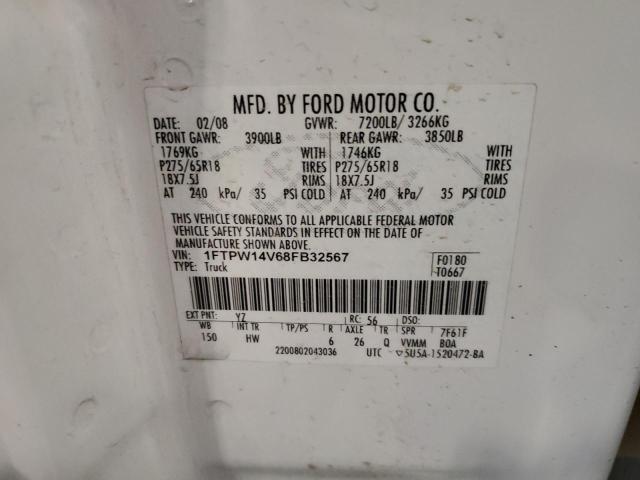 MFD. BY FORD MOTOR CO.
DATE: 02/08 GVWR: 7200LB/ 3266KG
FRONT GAWR: 3900LB REAR GAWR: 3850LB
1769KG WITH 1746KG WITH
P275/65R18 TIRES P275/65R18 TIRES
18X7.5J RIMS 18X7.5J RIMS
AT 240 kPa/ 35 PSI COLD AT 240 kPa/ 35 PSI COLD
THIS VEHICLE CONFORMS TO ALL APPLICABLE FEDERAL MOTOR
VEHICLE SAFETY STANDARDS IN EFFECT ON THE DATE OF
MANUFACTURE SHOWN ABOVE.
VIN: 1FTPW14V68FB32567 F0180
TYPE: Truck T0667
EXT PNT: YZ RC: 56 DSO:
WB INT TR TP/PS R AXLE TR SPR 7F61F
150 HW 6 26 Q VVMM BOA
2200802043036 UTC ▽5U5A-1520472-BA